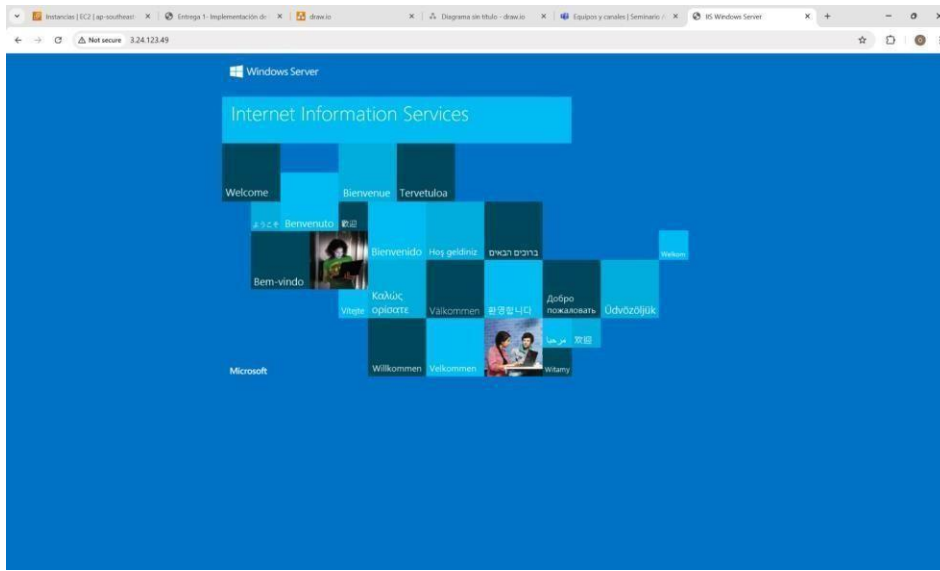 Instancias | EC2 | ap-southeast
Entrega 1- Implementación de
draw.io
Diagrama sin título - draw.io
Equipos y canales | Seminario
IIS Windows Server
Not secure
3.24.123.49
Windows Server
Internet Information Services
Welcome
Bienvenue
Tervetuloa
ようこそ
Benvenuto
歡迎
Bienvenido
Hoş geldiniz
ברוכים הבאים
Welkom
Bem-vindo
Vítejte
Καλώς
ορίσατε
Välkommen
환영합니다
Добро
пожаловать
Üdvözöljük
مرحبا
欢迎
Microsoft
Willkommen
Velkommen
Witamy